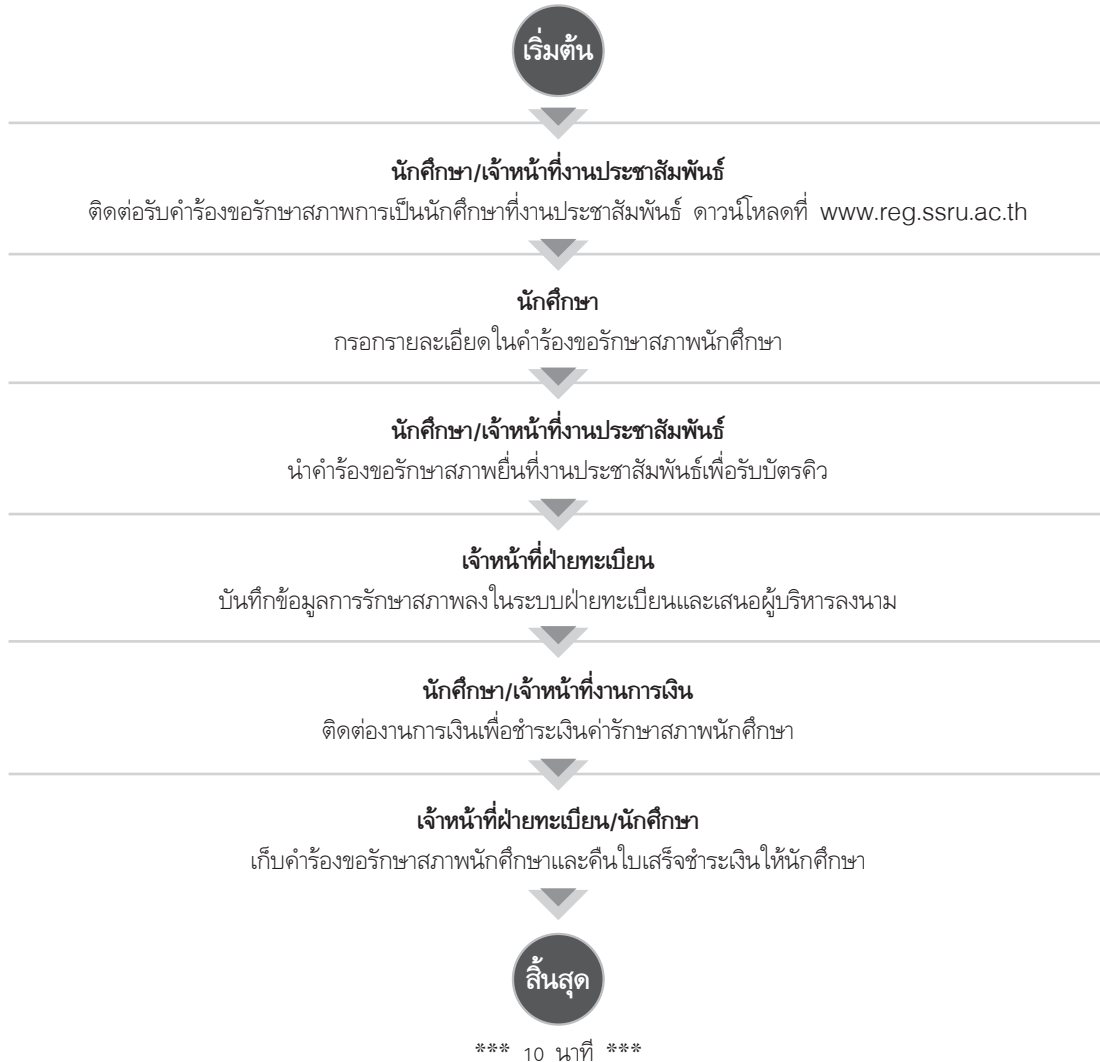 เริ่มต้น
นักศึกษา/เจ้าหน้าที่งานประชาสัมพันธ์
ติดต่อรับคำร้องขอรักษาสภาพการเป็นนักศึกษาที่งานประชาสัมพันธ์ ดาวน์โหลดที่ www.reg.ssru.ac.th
นักศึกษา
กรอกรายละเอียดในคำร้องขอรักษาสภาพนักศึกษา
นักศึกษา/เจ้าหน้าที่งานประชาสัมพันธ์
นำคำร้องขอรักษาสภาพยื่นที่งานประชาสัมพันธ์เพื่อรับบัตรคิว
เจ้าหน้าที่ฝ่ายทะเบียน
บันทึกข้อมูลการรักษาสภาพลงในระบบฝ่ายทะเบียนและเสนอผู้บริหารลงนาม
นักศึกษา/เจ้าหน้าที่งานการเงิน
ติดต่องานการเงินเพื่อชำระเงินค่ารักษาสภาพนักศึกษา
เจ้าหน้าที่ฝ่ายทะเบียน/นักศึกษา
เก็บคำร้องขอรักษาสภาพนักศึกษาและคืนใบเสร็จชำระเงินให้นักศึกษา
สิ้นสุด
*** 10 นาที ***